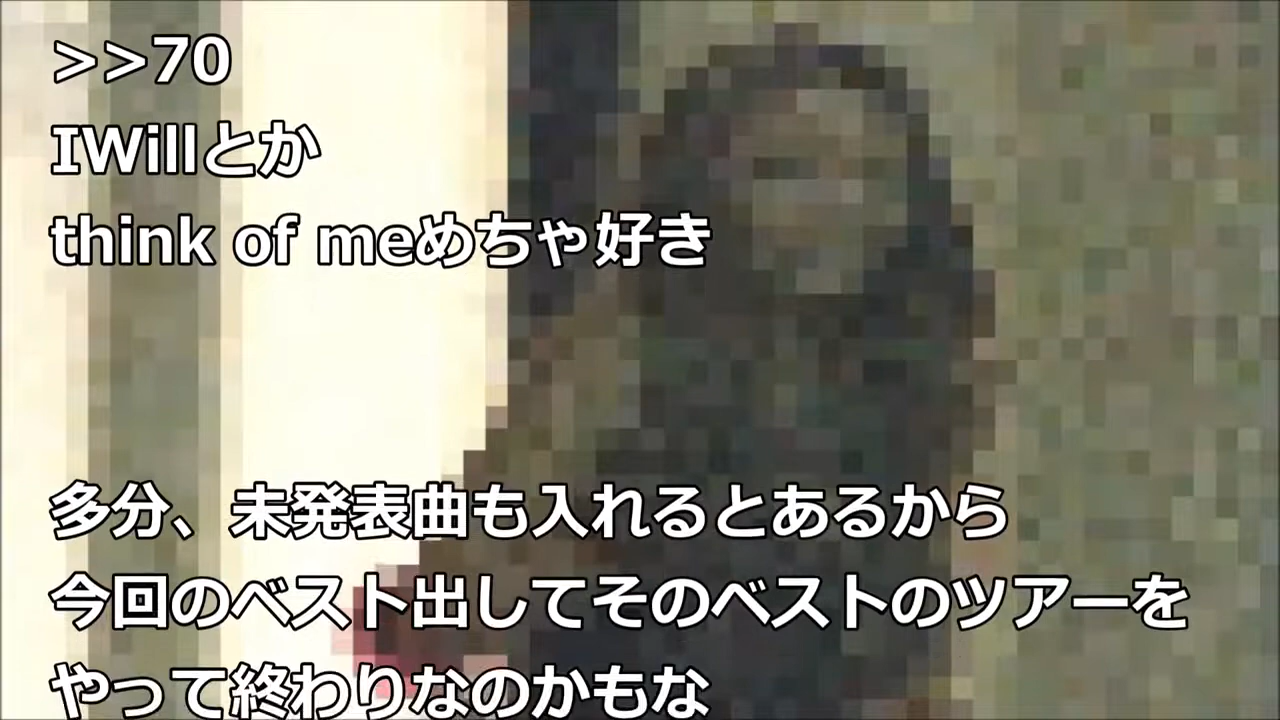 >>70
IWillとか
think of meめちゃ好き
多分、未発表曲も入れるとあるから
今回のベスト出してそのベストのツアーを
やって終わりなのかもな